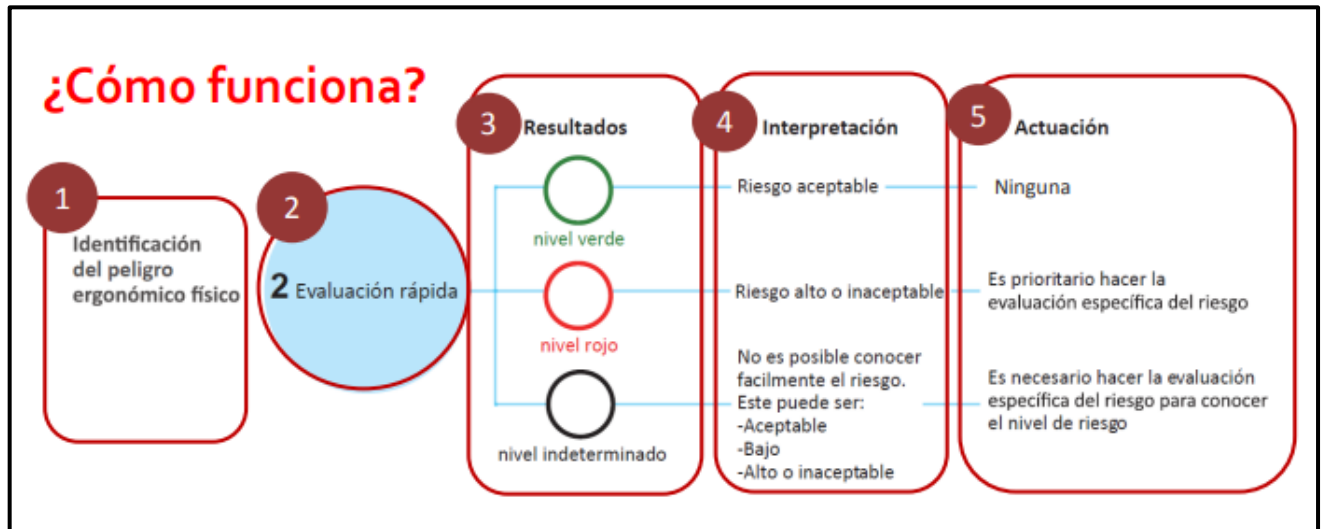 ¿Cómo funciona?
1
Identificación
del peligro
ergonómico físico
2
2 Evaluación rápida
3
Resultados
nivel verde
nivel rojo
nivel indeterminado
4
Interpretación
Riesgo aceptable
Riesgo alto o inaceptable
No es posible conocer
facilmente el riesgo.
Este puede ser:
-Aceptable
-Bajo
-Alto o inaceptable
5
Actuación
Ninguna
Es prioritario hacer la
evaluación específica del riesgo
Es necesario hacer la evaluación
específica del riesgo para conocer
el nivel de riesgo